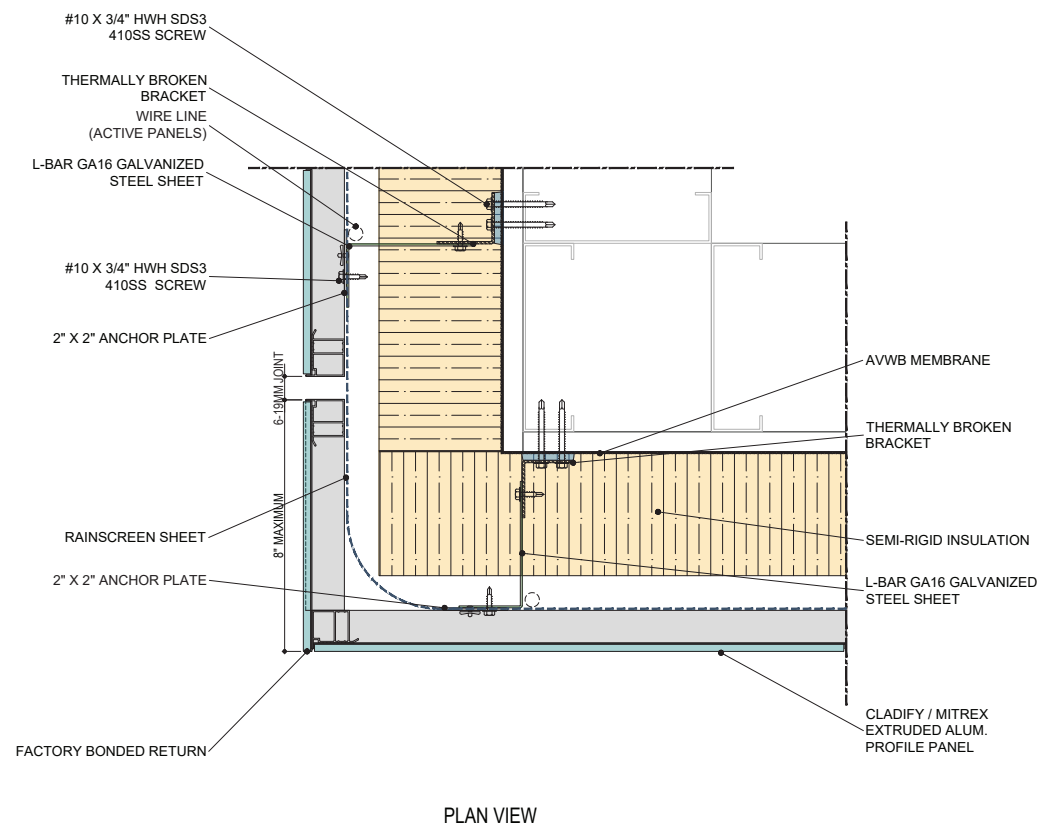 #10 X 3/4" HWH SDS3
410SS SCREW
THERMALLY BROKEN
BRACKET
WIRE LINE
(ACTIVE PANELS)
L-BAR GA16 GALVANIZED
STEEL SHEET
#10 X 3/4" HWH SDS3
410SS SCREW
2" X 2" ANCHOR PLATE
6-19MM JOINT
8" MAXIMUM
RAINSCREEN SHEET
2" X 2" ANCHOR PLATE
FACTORY BONDED RETURN
AVWB MEMBRANE
THERMALLY BROKEN
BRACKET
SEMI-RIGID INSULATION
L-BAR GA16 GALVANIZED
STEEL SHEET
CLADIFY / MITREX
EXTRUDED ALUM.
PROFILE PANEL
PLAN VIEW